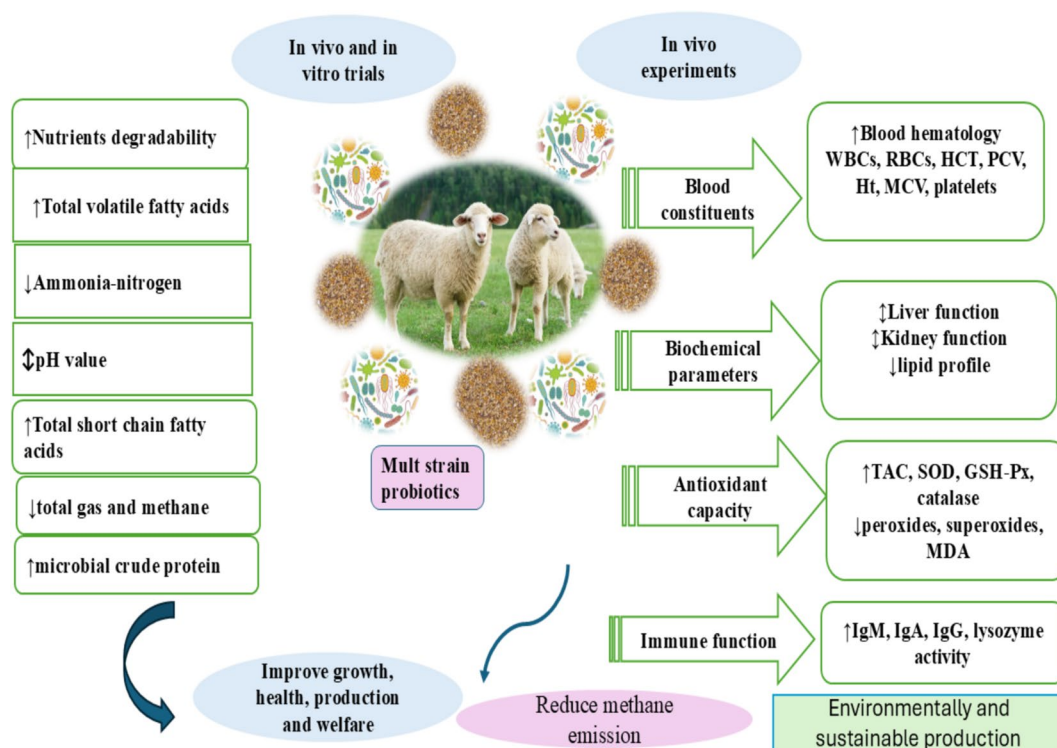 In vivo and in
vitro trials
In vivo
experiments
↑Nutrients degradability
↑Total volatile fatty acids
↓Ammonia-nitrogen
↕pH value
↑Total short chain fatty
acids
↓total gas and methane
↑microbial crude protein
Mult strain
probiotics
Blood
constituents
↑Blood hematology
WBCs, RBCs, HCT, PCV,
Ht, MCV, platelets
Biochemical
parameters
↕Liver function
↕Kidney function
↓lipid profile
Antioxidant
capacity
↑TAC, SOD, GSH-Px,
catalase
↓peroxides, superoxides,
MDA
Immune function
↑IgM, IgA, IgG, lysozyme
activity
Improve growth,
health, production
and welfare
Reduce methane
emission
Environmentally and
sustainable production